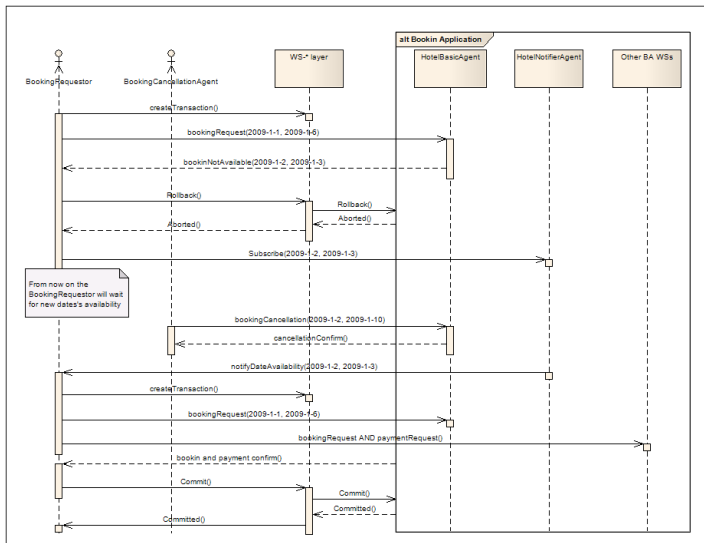 alt Bookin Application
WS-* layer
HotelBasicAgent
HotelNotifierAgent
Other BA WSs
BookingRequestor
BookingCancellationAgent
createTransaction()
bookingRequest(2009-1-1, 2009-1-6)
bookinNotAvailable(2009-1-2, 2009-1-3)
Rollback()
Rollback()
Aborted()
Aborted()
Subscribe(2009-1-2, 2009-1-3)
From now on the
BookingRequestor will wait
for new dates's availability
bookingCancellation(2009-1-2, 2009-1-10)
cancellationConfirm()
notifyDateAvailability(2009-1-2, 2009-1-3)
createTransaction()
bookingRequest(2009-1-1, 2009-1-6)
bookingRequest AND paymentRequest()
bookin and payment confirm()
Commit()
Commit()
Committed()
Committed()